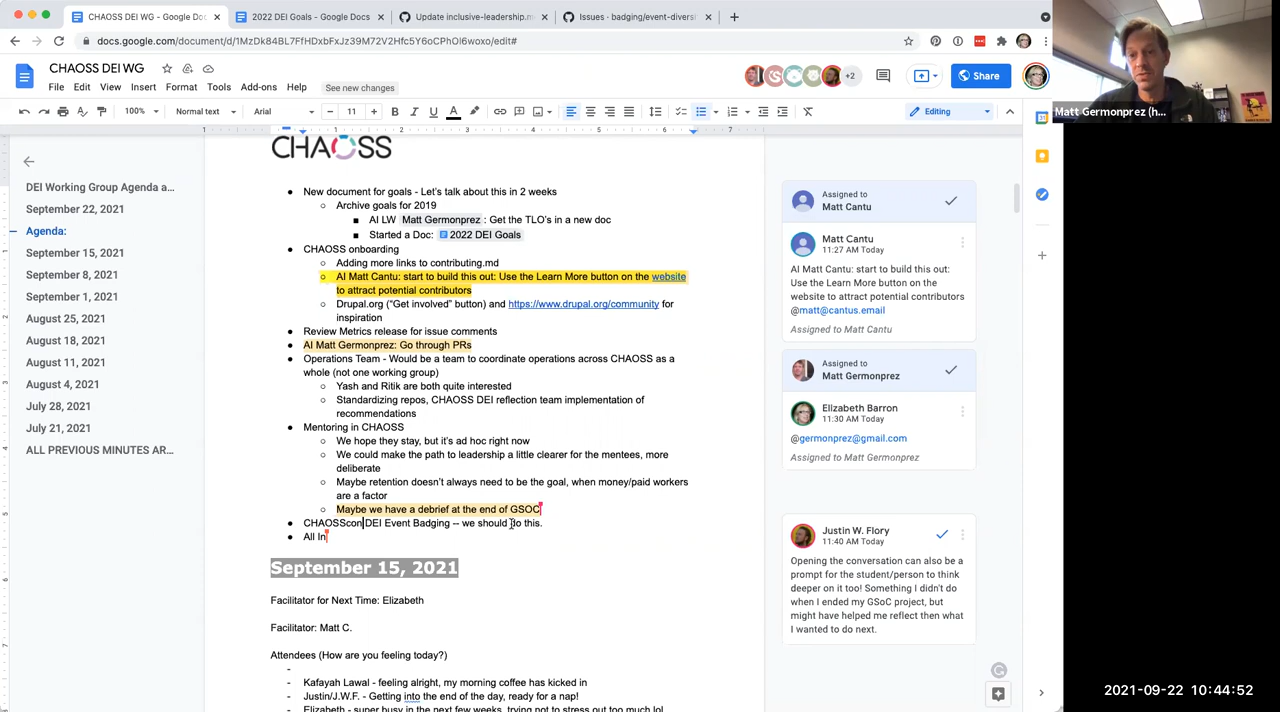 CHAOSS DEI WG - Google Doc
2022 DEI Goals - Google Docs
Update inclusive-leadership.m
Issues · badging/event-divers
docs.google.com/document/d/1MzDk84BL7FfHDxbFxJz39M72V2Hfc5Y6oCPhOl6woxo/edit#
CHAOSS DEI WG
+2
Share
File Edit View Insert Format Tools Add-ons Help See new changes
100% Normal text Arial 11 Editing
Matt Germonprez (h...
CHAOSS
DEI Working Group Agenda a...
September 22, 2021
Agenda:
September 15, 2021
September 8, 2021
September 1, 2021
August 25, 2021
August 18, 2021
August 11, 2021
August 4, 2021
July 28, 2021
July 21, 2021
ALL PREVIOUS MINUTES AR...
New document for goals - Let's talk about this in 2 weeks
Archive goals for 2019
AI LW Matt Germonprez : Get the TLO's in a new doc
Started a Doc: 2022 DEI Goals
CHAOSS onboarding
Adding more links to contributing.md
AI Matt Cantu: start to build this out: Use the Learn More button on the website
to attract potential contributors
Drupal.org ("Get involved" button) and https://www.drupal.org/community for
inspiration
Review Metrics release for issue comments
AI Matt Germonprez: Go through PRs
Operations Team - Would be a team to coordinate operations across CHAOSS as a
whole (not one working group)
Yash and Ritik are both quite interested
Standardizing repos, CHAOSS DEI reflection team implementation of
recommendations
Mentoring in CHAOSS
We hope they stay, but it's ad hoc right now
We could make the path to leadership a little clearer for the mentees, more
deliberate
Maybe retention doesn't always need to be the goal, when money/paid workers
are a factor
Maybe we have a debrief at the end of GSOC
CHAOSScon DEI Event Badging -- we should do this.
All In
September 15, 2021
Facilitator for Next Time: Elizabeth
Facilitator: Matt C.
Attendees (How are you feeling today?)
-
- Kafayah Lawal - feeling alright, my morning coffee has kicked in
- Justin/J.W.F. - Getting into the end of the day, ready for a nap!
- Elizabeth - super busy in the next few weeks, trying not to stress out too much lol
Assigned to
Matt Cantu
Matt Cantu
11:27 AM Today
AI Matt Cantu: start to build this out:
Use the Learn More button on the
website to attract potential contributors
@matt@cantus.email
Assigned to Matt Cantu
Assigned to
Matt Germonprez
Elizabeth Barron
11:30 AM Today
@germonprez@gmail.com
Assigned to Matt Germonprez
Justin W. Flory
11:40 AM Today
Opening the conversation can also be a
prompt for the student/person to think
deeper on it too! Something I didn't do
when I ended my GSoC project, but
might have helped me reflect then what
I wanted to do next.
2021-09-22 10:44:52